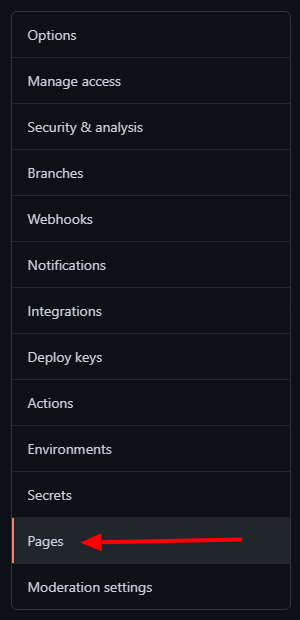 Options
Manage access
Security & analysis
Branches
Webhooks
Notifications
Integrations
Deploy keys
Actions
Environments
Secrets
Pages
Moderation settings